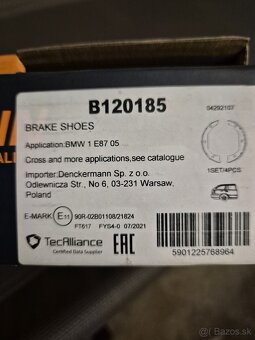 B120185
04292107
BRAKE SHOES
Application:BMW 1 E87 05 ...
Cross and more applications,see catalogue
Importer:Denckermann Sp. z o.o.
Odlewnicza Str., No 6, 03-231 Warsaw,
Poland
1SET/4PCS
E-MARK E11 90R-02B01108/21824
FT617 FYS4-0 07/2021
TecAlliance
Certified Data Supplier
EAC
5901225768964
bazos.sk